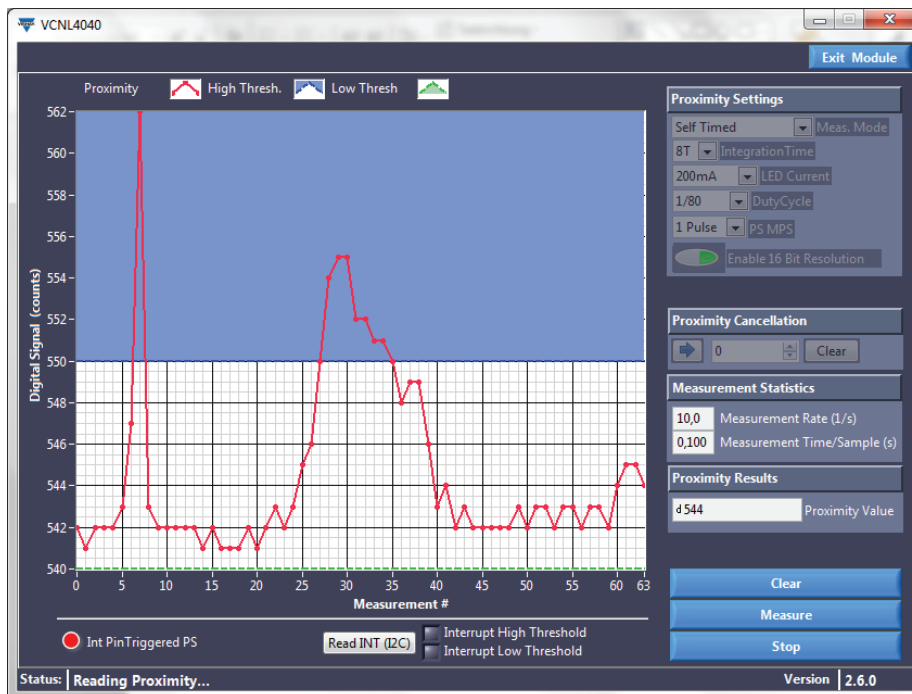 VCNL4040
Exit Module
Proximity High Thresh. Low Thresh
Digital Signal (counts)
562
560
558
556
554
552
550
548
546
544
542
540
0 5 10 15 20 25 30 35 40 45 50 55 60 63
Measurement #
Int PinTriggered PS
Read INT (I2C)
Interrupt High Threshold
Interrupt Low Threshold
Proximity Settings
Self Timed Meas. Mode
8T IntegrationTime
200mA LED Current
1/80 DutyCycle
1 Pulse PS MPS
Enable 16 Bit Resolution
Proximity Cancellation
0 Clear
Measurement Statistics
10,0 Measurement Rate (1/s)
0,100 Measurement Time/Sample (s)
Proximity Results
d 544 Proximity Value
Clear
Measure
Stop
Status: Reading Proximity... Version 2.6.0